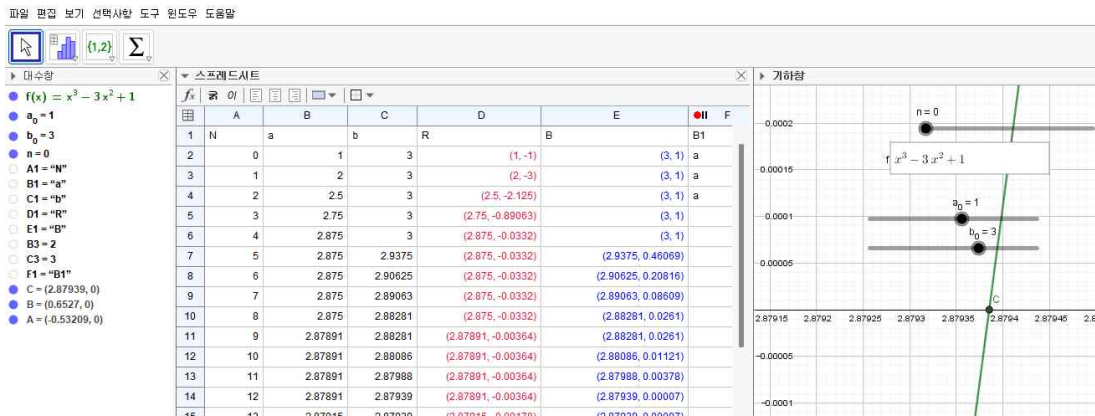 파일 편집 보기 선택사항 도구 윈도우 도움말
{1,2} Σ
대수창
f(x) = x³ − 3 x² + 1
a₀ = 1
b₀ = 3
n = 0
A1 = “N”
B1 = “a”
C1 = “b”
D1 = “R”
E1 = “B”
B3 = 2
C3 = 3
F1 = “B1”
C = (2.87939, 0)
B = (0.6527, 0)
A = (-0.53209, 0)
스프레드시트
fx 굵 이
A B C D E F
1 N a b R B B1
2 0 1 3 (1, -1) (3, 1) a
3 1 2 3 (2, -3) (3, 1) a
4 2 2.5 3 (2.5, -2.125) (3, 1) a
5 3 2.75 3 (2.75, -0.89063) (3, 1)
6 4 2.875 3 (2.875, -0.0332) (3, 1)
7 5 2.875 2.9375 (2.875, -0.0332) (2.9375, 0.46069)
8 6 2.875 2.90625 (2.875, -0.0332) (2.90625, 0.20816)
9 7 2.875 2.89063 (2.875, -0.0332) (2.89063, 0.08609)
10 8 2.875 2.88281 (2.875, -0.0332) (2.88281, 0.0261)
11 9 2.87891 2.88281 (2.87891, -0.00364) (2.88281, 0.0261)
12 10 2.87891 2.88086 (2.87891, -0.00364) (2.88086, 0.01121)
13 11 2.87891 2.87988 (2.87891, -0.00364) (2.87988, 0.00378)
14 12 2.87891 2.87939 (2.87891, -0.00364) (2.87939, 0.00007)
기하창
n = 0
0.0002
f x³ − 3 x² + 1
0.00015
a₀ = 1
0.0001
b₀ = 3
0.00005
C
2.87915 2.8792 2.87925 2.8793 2.87935 2.8794 2.87945
−0.00005
−0.0001